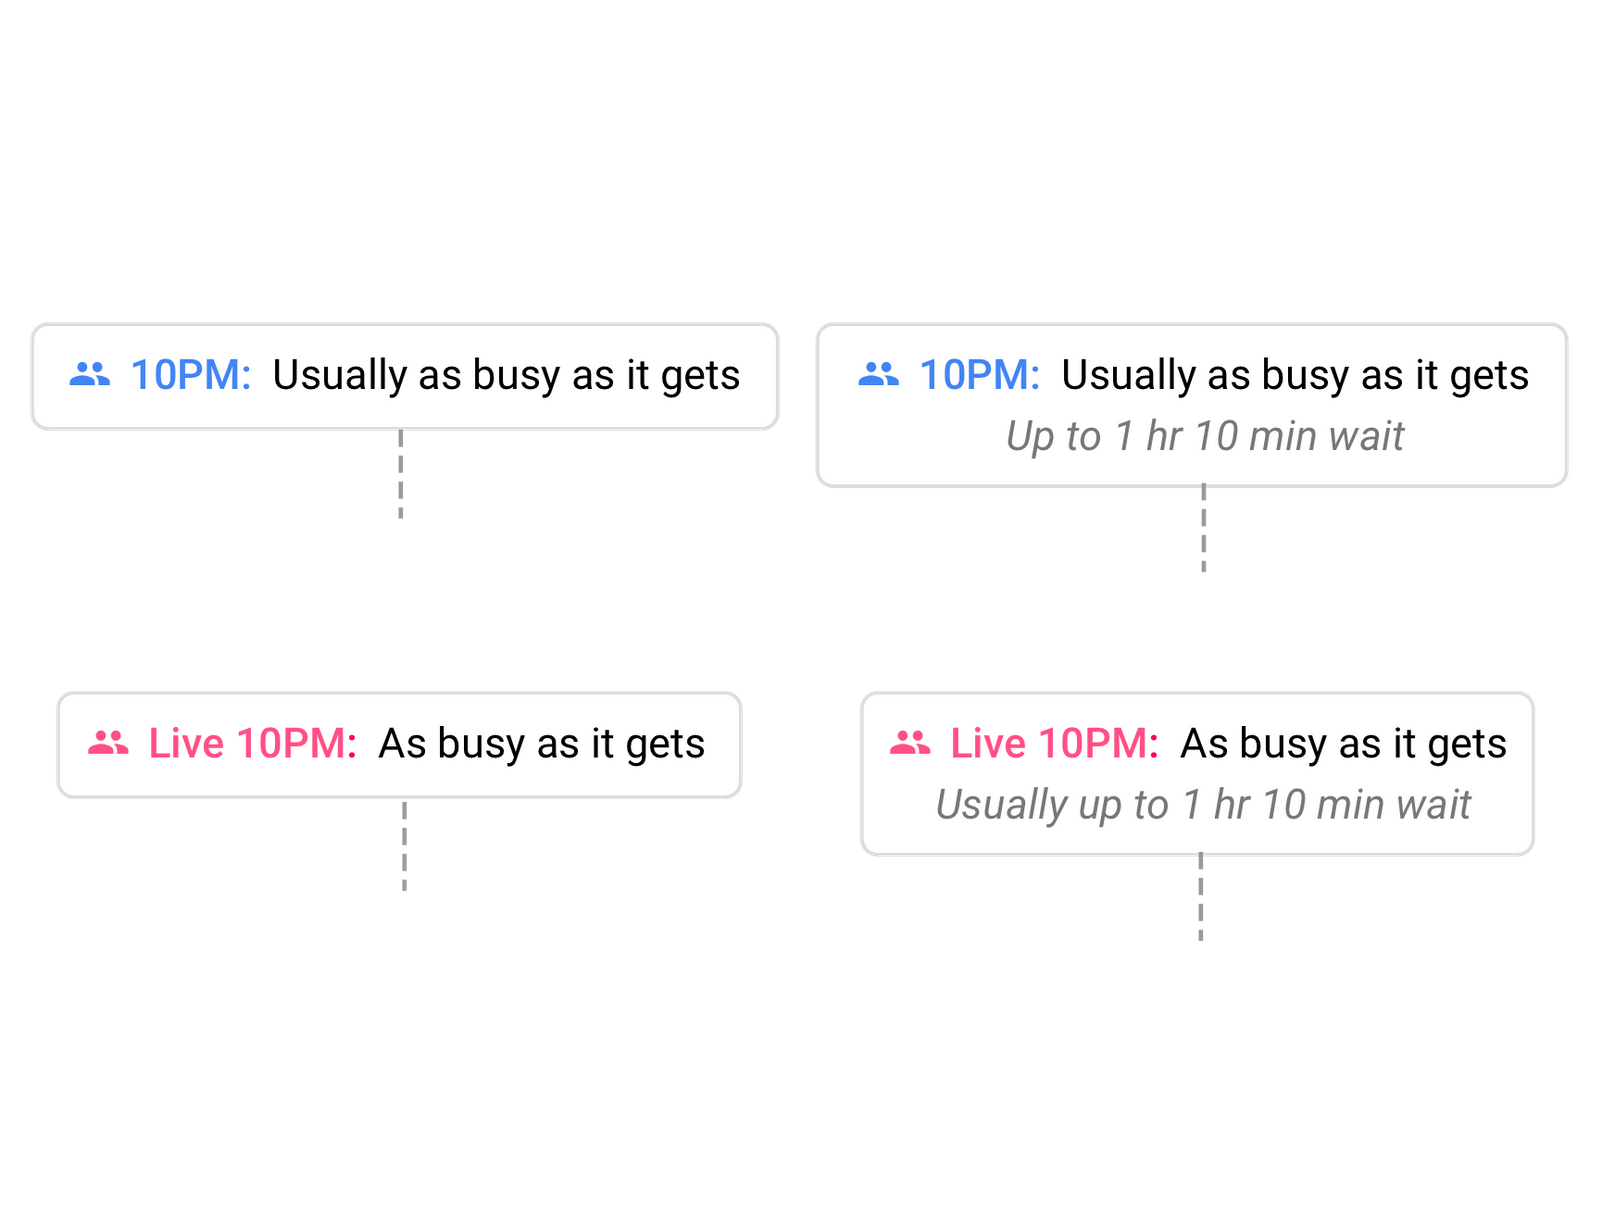 10PM: Usually as busy as it gets
10PM: Usually as busy as it gets
Up to 1 hr 10 min wait
Live 10PM: As busy as it gets
Live 10PM: As busy as it gets
Usually up to 1 hr 10 min wait